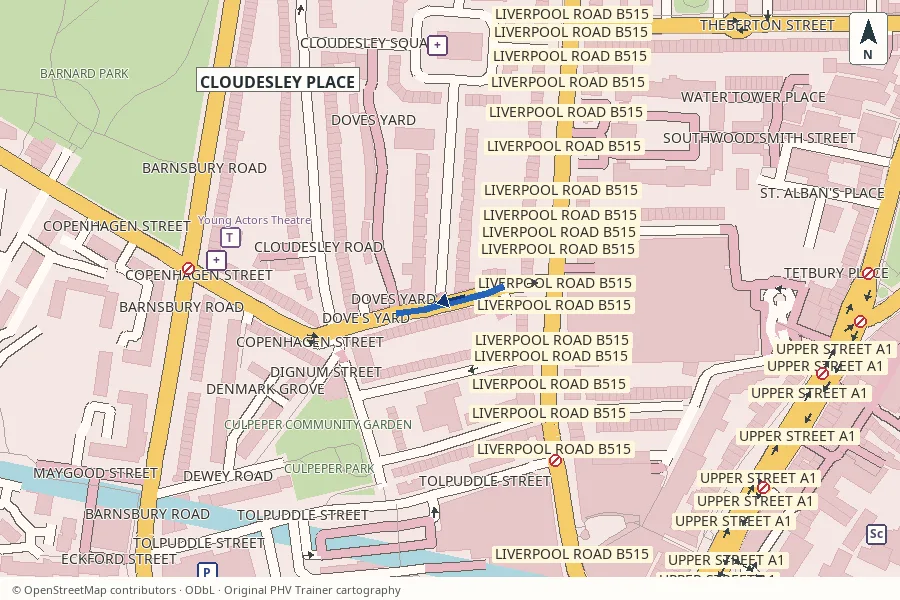 LIVERPOOL ROAD B515
THEBERTON STREET
LIVERPOOL ROAD B515
CLOUDESLEY SQUA
+
N
LIVERPOOL ROAD B515
BARNARD PARK
CLOUDESLEY PLACE
LIVERPOOL ROAD B515
WATER TOWER PLACE
LIVERPOOL ROAD B515
DOVES YARD
SOUTHWOOD SMITH STREET
LIVERPOOL ROAD B515
BARNSBURY ROAD
LIVERPOOL ROAD B515
ST. ALBAN'S PLACE
LIVERPOOL ROAD B515
Young Actors Theatre
COPENHAGEN STREET
T
LIVERPOOL ROAD B515
CLOUDESLEY ROAD
LIVERPOOL ROAD B515
+
COPENHAGEN STREET
TETBURY PLACE
LIVERPOOL ROAD B515
DOVES YARD
BARNSBURY ROAD
LIVERPOOL ROAD B515
DOVE'S YARD
COPENHAGEN STREET
LIVERPOOL ROAD B515
UPPER STREET A1
LIVERPOOL ROAD B515
UPPER STREET A1
DIGNUM STREET
LIVERPOOL ROAD B515
DENMARK GROVE
UPPER STREET A1
LIVERPOOL ROAD B515
CULPEPER COMMUNITY GARDEN
UPPER STREET A1
LIVERPOOL ROAD B515
CULPEPER PARK
MAYGOOD STREET
DEWEY ROAD
TOLPUDDLE STREET
UPPER STREET A1
UPPER STREET A1
BARNSBURY ROAD
TOLPUDDLE STREET
UPPER STREET A1
Sc
TOLPUDDLE STREET
LIVERPOOL ROAD B515
ECKFORD STREET
UPPER STREET A1
P
UPPER STREET A1
© OpenStreetMap contributors · ODbL · Original PHV Trainer cartography